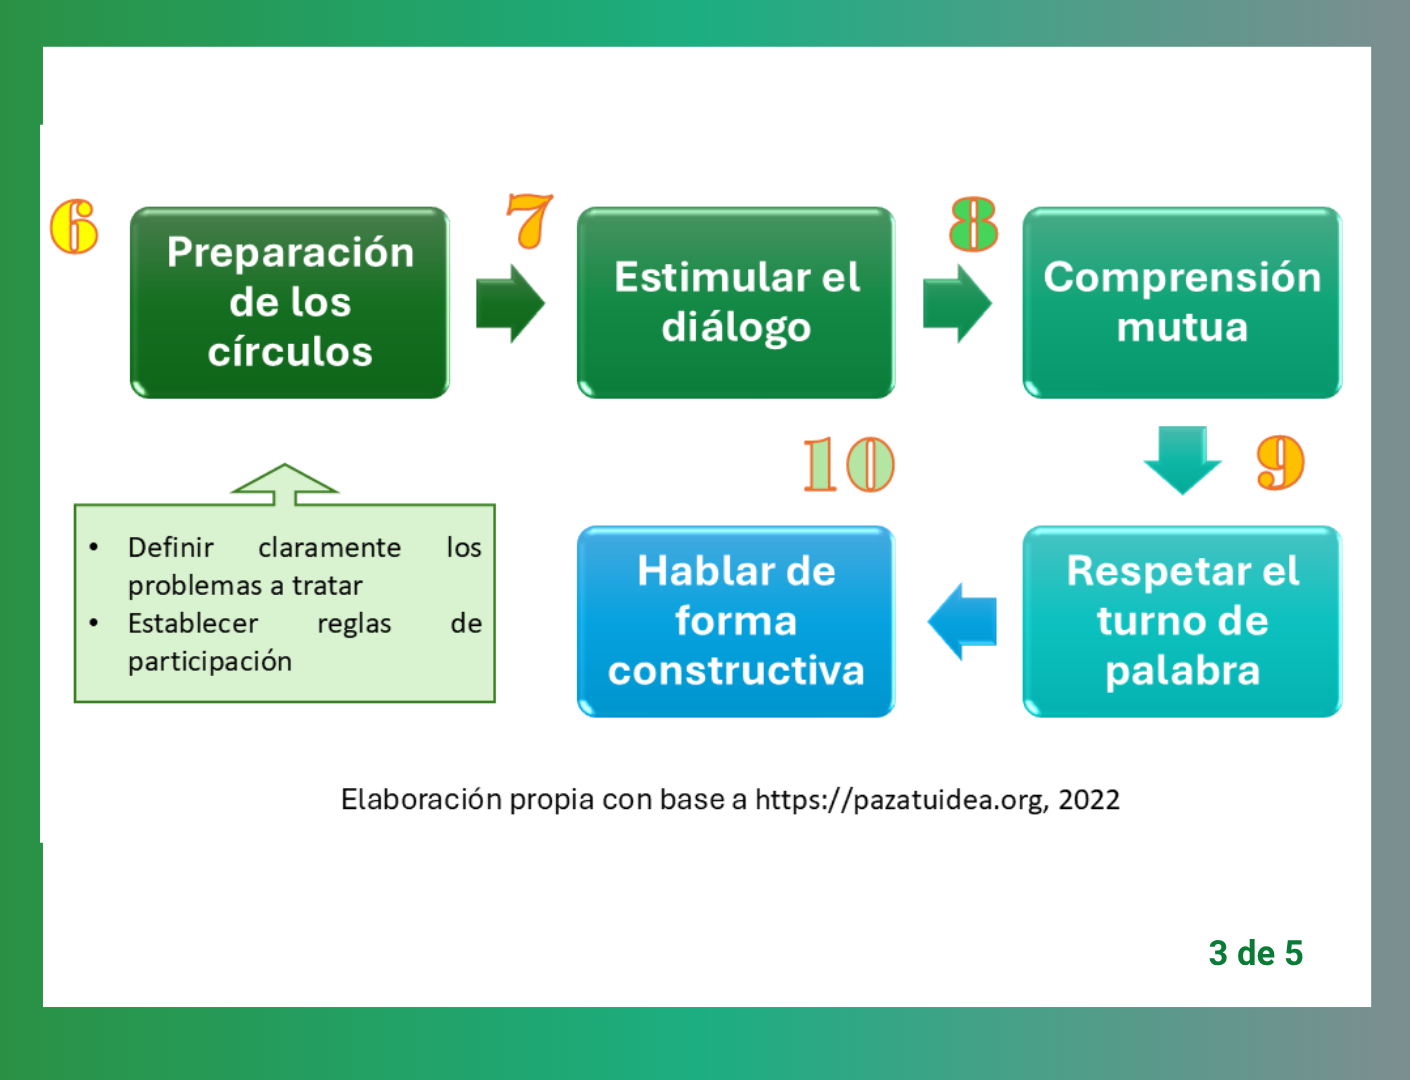 6
Preparación
de los
círculos
7
Estimular el
diálogo
8
Comprensión
mutua
9
Respetar el
turno de
palabra
10
Hablar de
forma
constructiva
• Definir claramente los
problemas a tratar
• Establecer reglas de
participación
Elaboración propia con base a https://pazatuidea.org, 2022
3 de 5